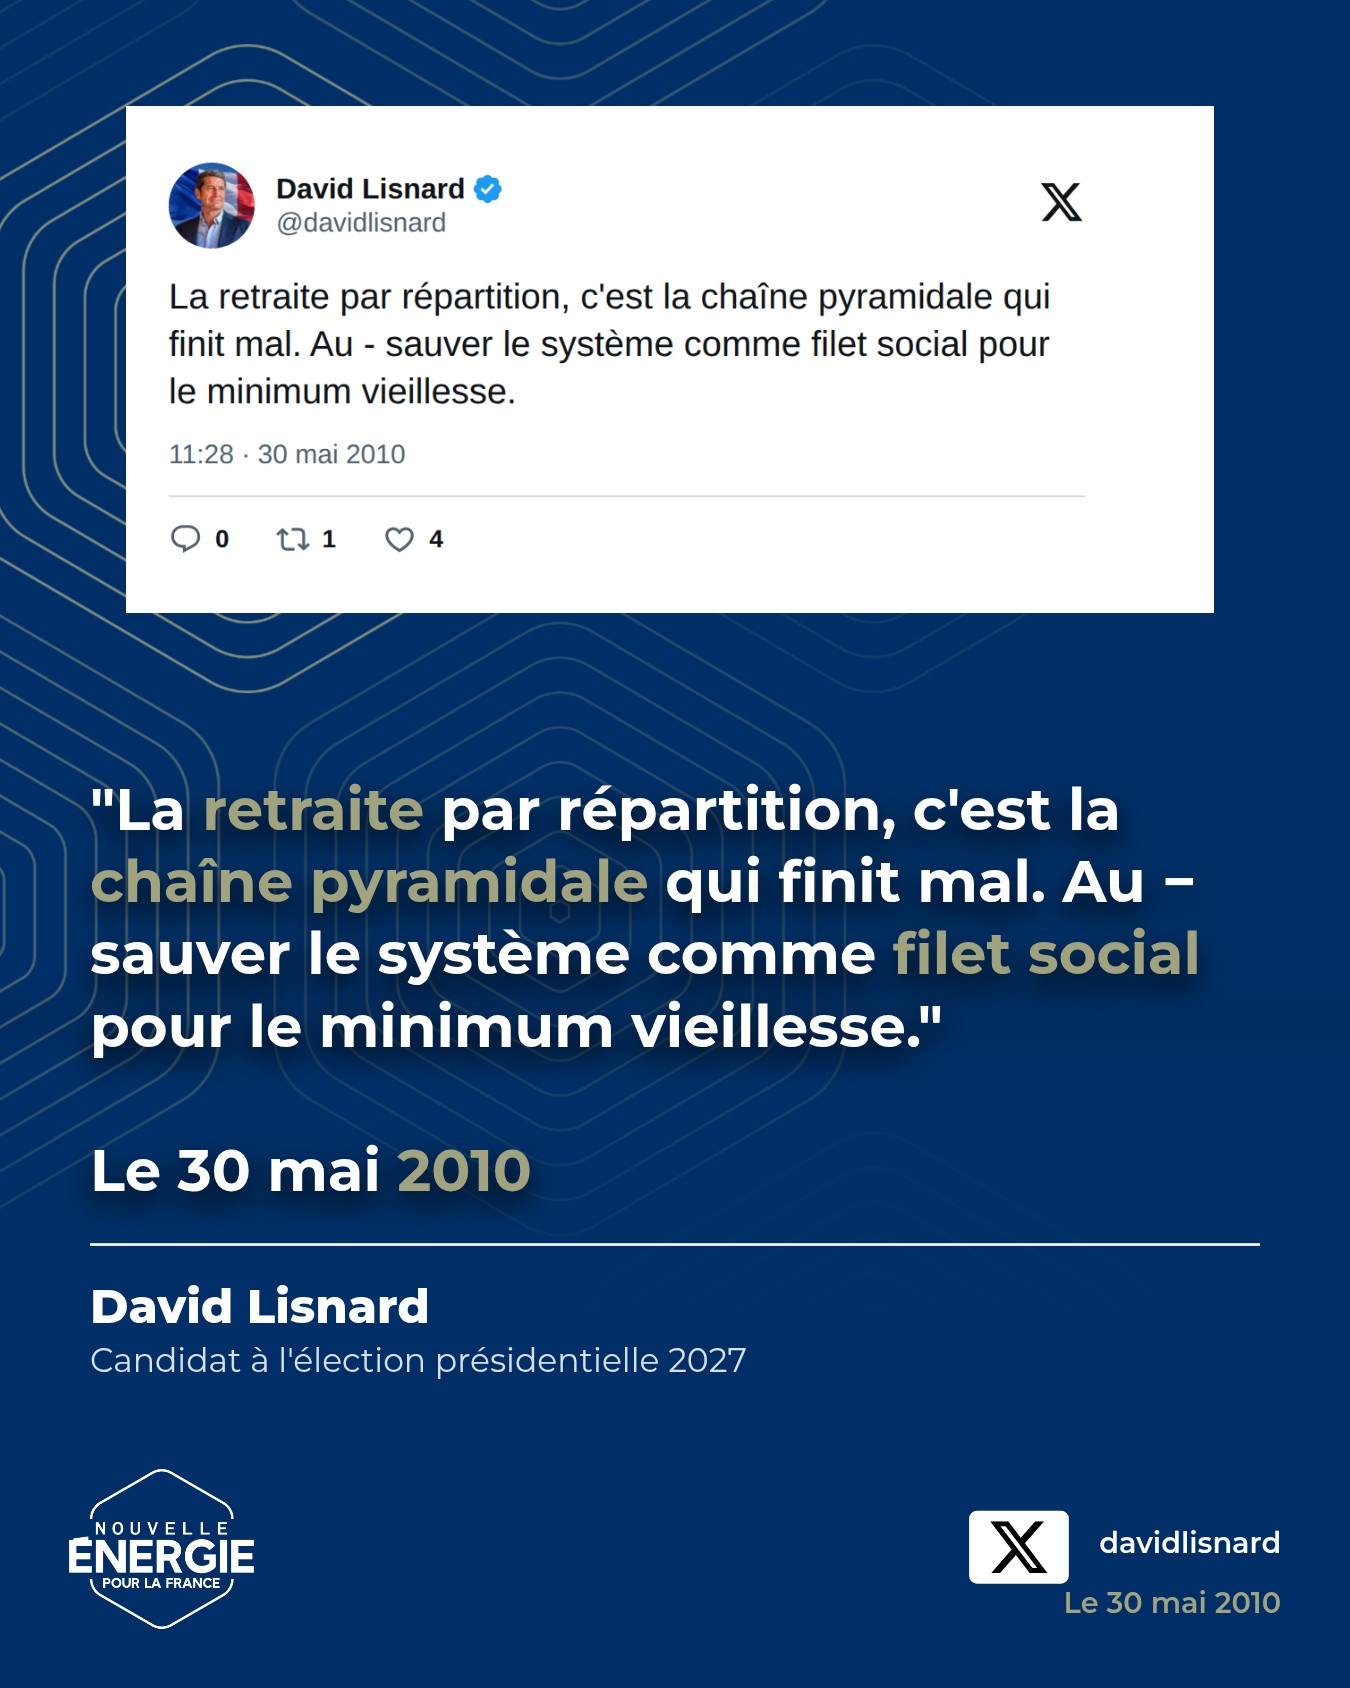 David Lisnard
@davidlisnard
La retraite par répartition, c'est la chaîne pyramidale qui
finit mal. Au - sauver le système comme filet social pour
le minimum vieillesse.
11:28 · 30 mai 2010
0 1 4
"La retraite par répartition, c'est la
chaîne pyramidale qui finit mal. Au –
sauver le système comme filet social
pour le minimum vieillesse."
Le 30 mai 2010
David Lisnard
Candidat à l'élection présidentielle 2027
NOUVELLE
ÉNERGIE
POUR LA FRANCE
davidlisnard
Le 30 mai 2010